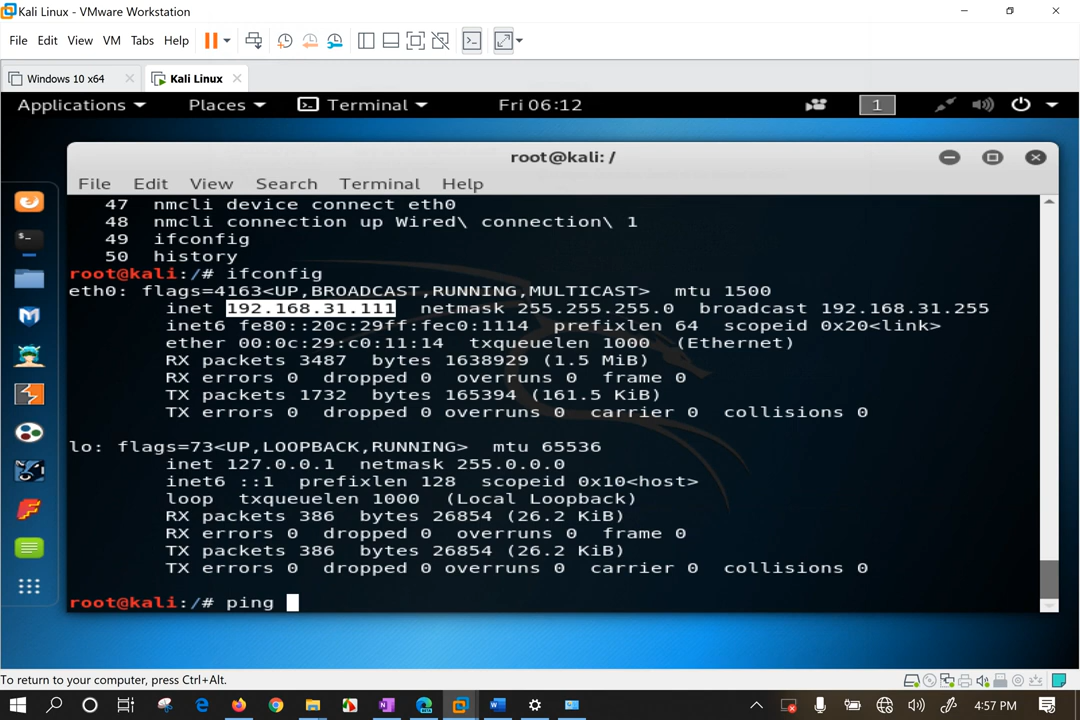 Kali Linux - VMware Workstation
File Edit View VM Tabs Help
Windows 10 x64 Kali Linux
Applications Places Terminal Fri 06:12 1
root@kali: /
File Edit View Search Terminal Help
47 nmcli device connect eth0
48 nmcli connection up Wired\ connection\ 1
49 ifconfig
50 history
root@kali:/# ifconfig
eth0: flags=4163<UP,BROADCAST,RUNNING,MULTICAST> mtu 1500
inet 192.168.31.111 netmask 255.255.255.0 broadcast 192.168.31.255
inet6 fe80::20c:29ff:fec0:1114 prefixlen 64 scopeid 0x20<link>
ether 00:0c:29:c0:11:14 txqueuelen 1000 (Ethernet)
RX packets 3487 bytes 1638929 (1.5 MiB)
RX errors 0 dropped 0 overruns 0 frame 0
TX packets 1732 bytes 165394 (161.5 KiB)
TX errors 0 dropped 0 overruns 0 carrier 0 collisions 0
lo: flags=73<UP,LOOPBACK,RUNNING> mtu 65536
inet 127.0.0.1 netmask 255.0.0.0
inet6 ::1 prefixlen 128 scopeid 0x10<host>
loop txqueuelen 1000 (Local Loopback)
RX packets 386 bytes 26854 (26.2 KiB)
RX errors 0 dropped 0 overruns 0 frame 0
TX packets 386 bytes 26854 (26.2 KiB)
TX errors 0 dropped 0 overruns 0 carrier 0 collisions 0
root@kali:/# ping
To return to your computer, press Ctrl+Alt.
4:57 PM